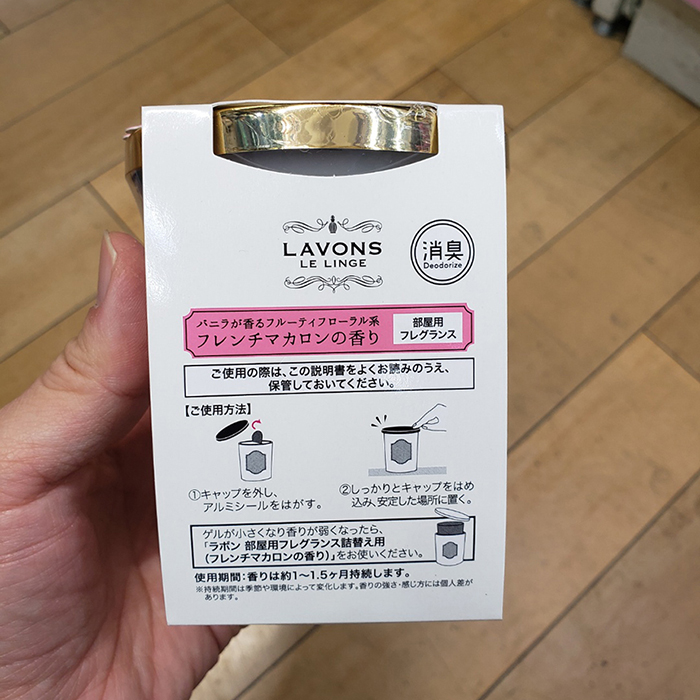 LAVONS
LE LINGE
消臭
Deodorize
バニラが香るフルーティフローラル系
フレンチマカロンの香り
部屋用
フレグランス
ご使用の際は、この説明書をよくお読みのうえ、
保管しておいてください。
【ご使用方法】
①キャップを外し、
アルミシールをはがす。
②しっかりとキャップをはめ
込み、安定した場所に置く。
ゲルが小さくなり香りが弱くなったら、
「ラボン 部屋用フレグランス詰替え用
(フレンチマカロンの香り)」をお使いください。
使用期間：香りは約1〜1.5ヶ月持続します。
※持続期間は季節や環境によって変化します。香りの強さ・感じ方には個人差が
あります。